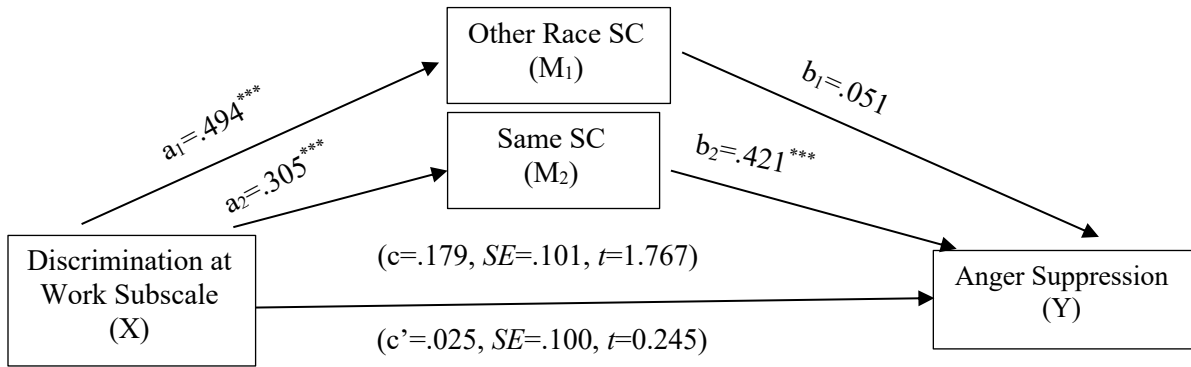 Other Race SC
(M₁)
a₁=.494***
b₁=.051
Same SC
(M₂)
a₂=.305***
b₂=.421***
Discrimination at
Work Subscale
(X)
(c=.179, SE=.101, t=1.767)
(c’=.025, SE=.100, t=0.245)
Anger Suppression
(Y)